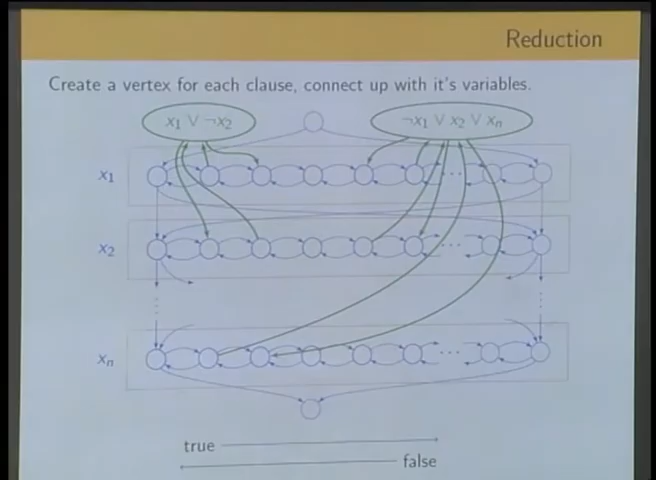 Reduction
Create a vertex for each clause, connect up with it's variables.
x₁ ∨ ¬x₂
¬x₁ ∨ x₂ ∨ xₙ
x₁
...
x₂
...
⋮
⋮
xₙ
...
true
false